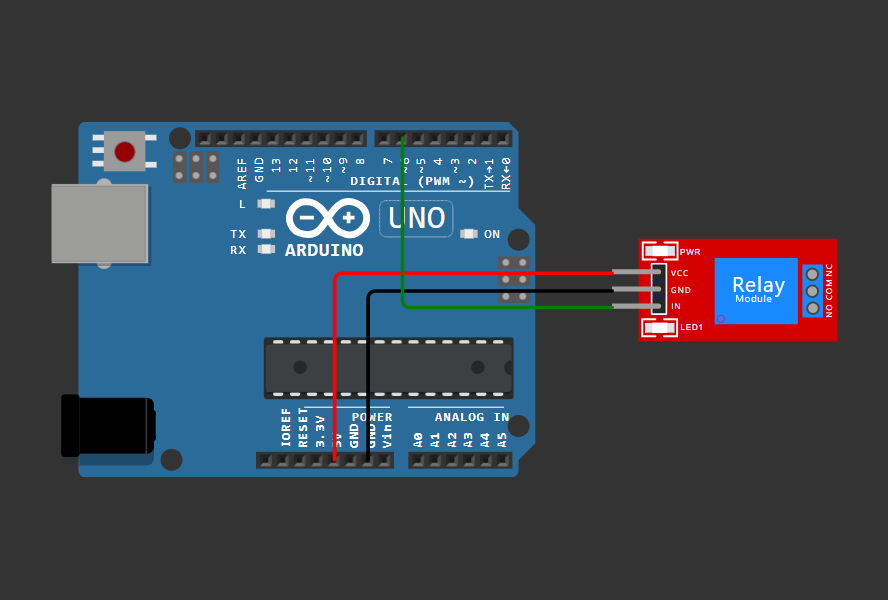 AREF
GND
13
12
~11
~10
~9
8
7
~6
~5
4
~3
2
TX→1
RX←0
DIGITAL (PWM ~)
L
TX
RX
UNO
ON
ARDUINO
PWR
VCC
GND
IN
LED1
Relay
Module
NO COM NC
IOREF
RESET
3.3V
5V
GND
GND
Vin
POWER
ANALOG IN
A0
A1
A2
A3
A4
A5